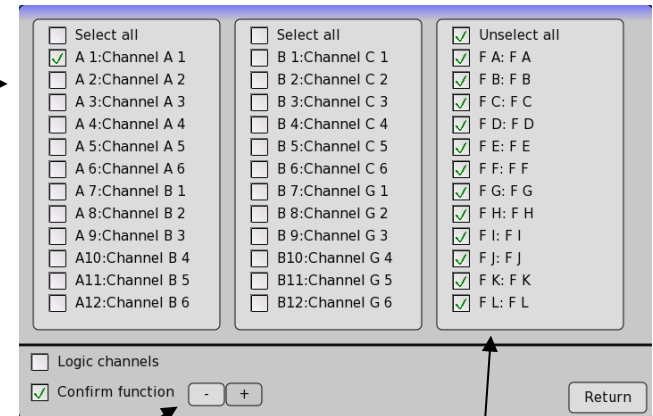 Select all
A 1:Channel A 1
A 2:Channel A 2
A 3:Channel A 3
A 4:Channel A 4
A 5:Channel A 5
A 6:Channel A 6
A 7:Channel B 1
A 8:Channel B 2
A 9:Channel B 3
A10:Channel B 4
A11:Channel B 5
A12:Channel B 6
Select all
B 1:Channel C 1
B 2:Channel C 2
B 3:Channel C 3
B 4:Channel C 4
B 5:Channel C 5
B 6:Channel C 6
B 7:Channel G 1
B 8:Channel G 2
B 9:Channel G 3
B10:Channel G 4
B11:Channel G 5
B12:Channel G 6
Unselect all
F A: F A
F B: F B
F C: F C
F D: F D
F E: F E
F F: F F
F G: F G
F H: F H
F I: F I
F J: F J
F K: F K
F L: F L
Logic channels
Confirm function - +
Return